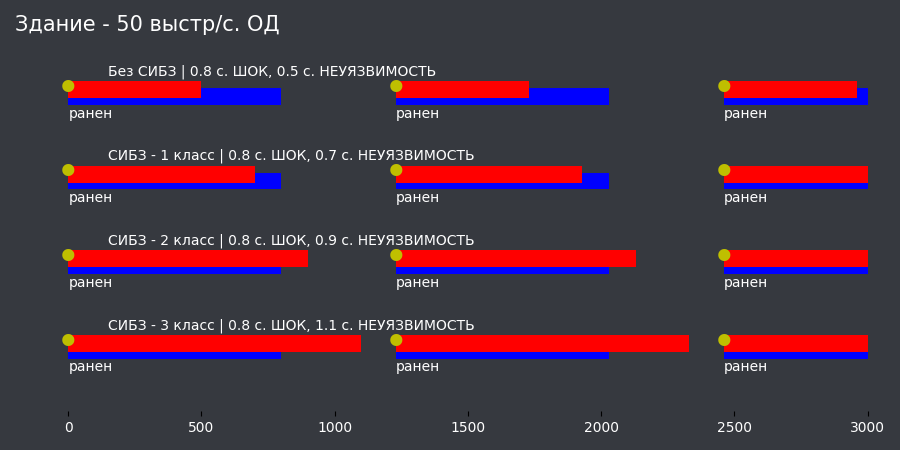 Здание - 50 выстр/с. ОД
Без СИБЗ | 0.8 с. ШОК, 0.5 с. НЕУЯЗВИМОСТЬ
ранен ранен ранен
СИБЗ - 1 класс | 0.8 с. ШОК, 0.7 с. НЕУЯЗВИМОСТЬ
ранен ранен ранен
СИБЗ - 2 класс | 0.8 с. ШОК, 0.9 с. НЕУЯЗВИМОСТЬ
ранен ранен ранен
СИБЗ - 3 класс | 0.8 с. ШОК, 1.1 с. НЕУЯЗВИМОСТЬ
ранен ранен ранен
0 500 1000 1500 2000 2500 3000